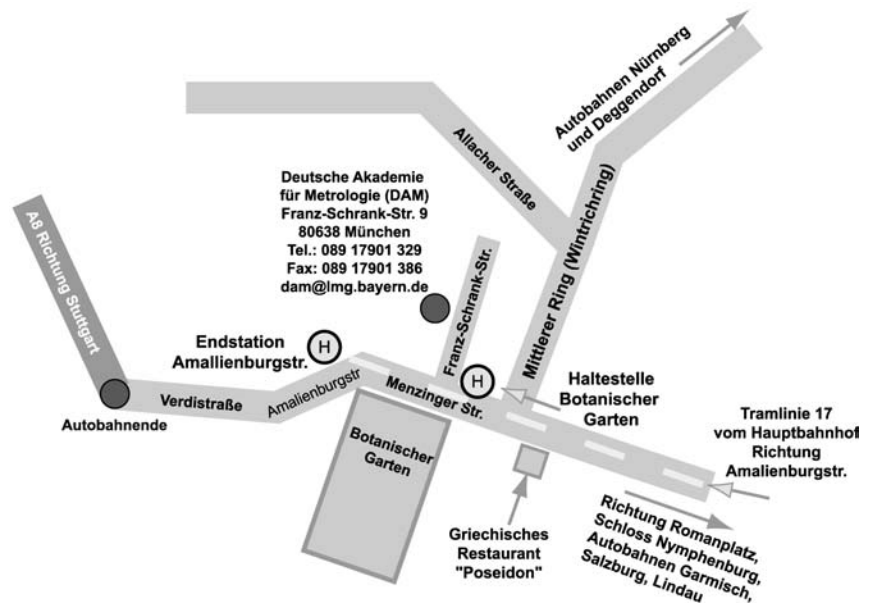 Autobahnen Nürnberg
und Deggendorf
Allacher Straße
Deutsche Akademie
für Metrologie (DAM)
Franz-Schrank-Str. 9
80638 München
Tel.: 089 17901 329
Fax: 089 17901 386
dam@lmg.bayern.de
A8 Richtung Stuttgart
Franz-Schrank-Str.
Mittlerer Ring (Wintrichring)
Endstation
Amallienburgstr.
H
H
Haltestelle
Botanischer
Garten
Verdistraße
Amalienburgstr
Menzinger Str.
Autobahnende
Botanischer
Garten
Tramlinie 17
vom Hauptbahnhof
Richtung
Amalienburgstr.
Griechisches
Restaurant
"Poseidon"
Richtung Romanplatz,
Schloss Nymphenburg,
Autobahnen Garmisch,
Salzburg, Lindau